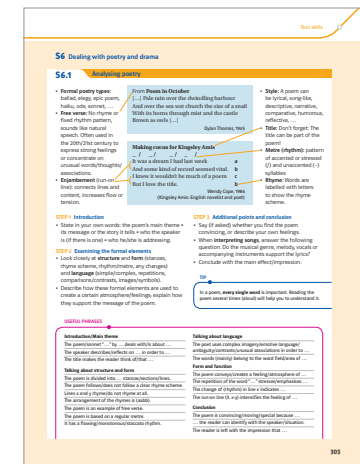 Text skills
S6 Dealing with poetry and drama
S6.1 Analysing poetry
• Formal poetry types:
ballad, elegy, epic poem,
haiku, ode, sonnet, …
• Free verse: No rhyme or
fixed rhythm pattern,
sounds like natural
speech. Often used in
the 20th/21st century to
express strong feelings
or concentrate on
unusual words/thoughts/
associations.
• Enjambement (run-on
line): connects lines and
content, increases flow or
tension.
From Poem in October
[…] Pale rain over the dwindling harbour
And over the sea wet church the size of a snail
With its horns through mist and the castle
Brown as owls […]
Dylan Thomas, 1945
Making cocoa for Kingsley Amis
It was a dream I had last week a
And some kind of record seemed vital. b
I knew it wouldn't be much of a poem c
But I love the title. b
Wendy Cope, 1986
(Kingsley Amis: English novelist and poet)
• Style: A poem can
be lyrical, song-like,
descriptive, narrative,
comparative, humorous,
reflective, …
• Title: Don't forget: The
title can be part of the
poem!
• Metre (rhythm): pattern
of accented or stressed
(/) and unaccented (–)
syllables
• Rhyme: Words are
labelled with letters
to show the rhyme
scheme.
STEP 1 Introduction
• State in your own words: the poem's main theme •
its message or the story it tells • who the speaker
is (if there is one) • who he/she is addressing.
STEP 2 Examining the formal elements
• Look closely at structure and form (stanzas,
rhyme scheme, rhythm/metre, any changes)
and language (simple/complex, repetitions,
comparisons/contrasts, images/symbols).
• Describe how these formal elements are used to
create a certain atmosphere/feelings; explain how
they support the message of the poem.
STEP 3 Additional points and conclusion
• Say (if asked) whether you find the poem
convincing, or describe your own feelings.
• When interpreting songs, answer the following
question: Do the musical genre, melody, vocals or
accompanying instruments support the lyrics?
• Conclude with the main effect/impression.
TIP
In a poem, every single word is important. Reading the
poem several times (aloud) will help you to understand it.
USEFUL PHRASES
Introduction/Main theme
The poem/sonnet "…" by … deals with/is about …
The speaker describes/reflects on … in order to …
The title makes the reader think of/that …
Talking about structure and form
The poem is divided into … stanzas/sections/lines.
The poem follows/does not follow a clear rhyme scheme.
Lines x and y rhyme/do not rhyme at all.
The arrangement of the rhymes is (aabb).
The poem is an example of free verse.
The poem is based on a regular metre.
It has a flowing/monotonous/staccato rhythm.
Talking about language
The poet uses complex imagery/emotive language/
ambiguity/contrasts/unusual associations in order to …
The words (mainly) belong to the word field/area of …
Form and function
The poem conveys/creates a feeling/atmosphere of …
The repetition of the word "…" stresses/emphasises …
The change of (rhythm) in line x indicates …
The run-on line (ll. x-y) intensifies the feeling of …
Conclusion
The poem is convincing/moving/special because …
… the reader can identify with the speaker/situation.
The reader is left with the impression that …
303